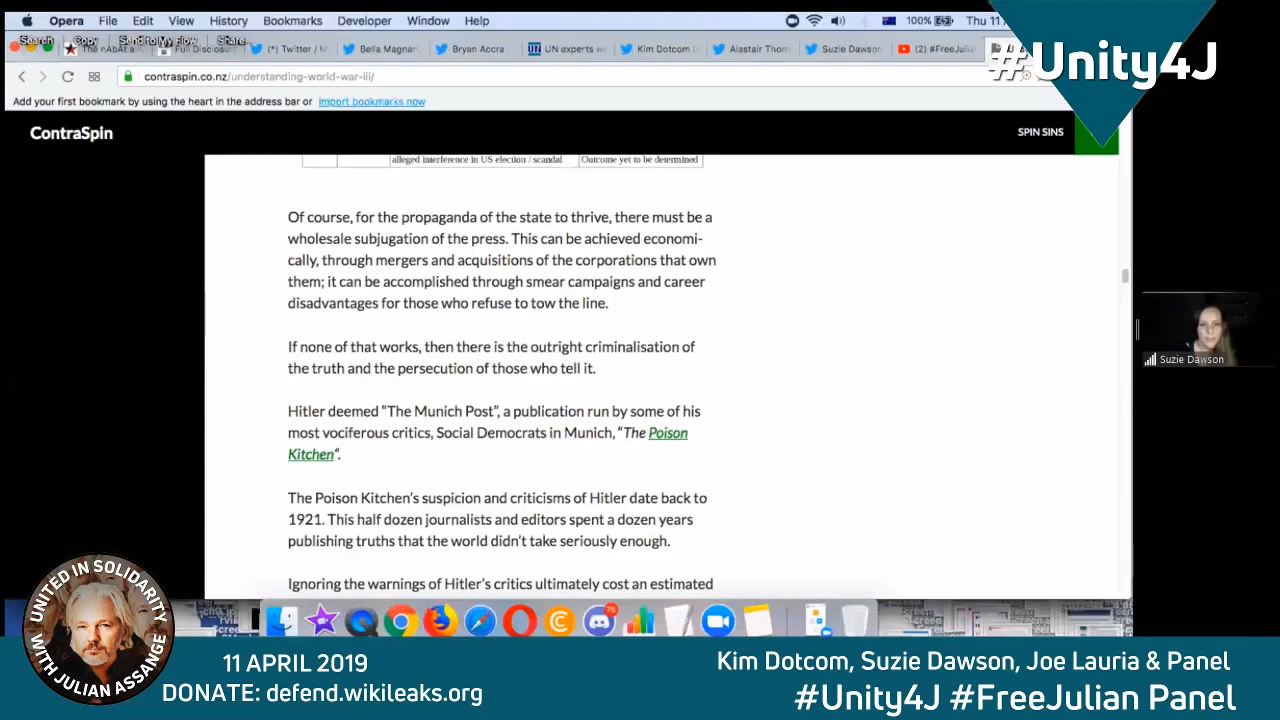 Opera File Edit View History Bookmarks Developer Window Help 100% Thu 11
Search Copy Send to My Flow Share
(*) Twitter / M Bella Magnar Bryan Accra UN experts w Kim Dotcom ( Alastair Thom Suzie Dawson (2) #FreeJulia
#Unity4J
contraspin.co.nz/understanding-world-war-iii/
Add your first bookmark by using the heart in the address bar or Import bookmarks now
ContraSpin
SPIN SINS
alleged interference in US election / scandal Outcome yet to be determined
Of course, for the propaganda of the state to thrive, there must be a
wholesale subjugation of the press. This can be achieved economi-
cally, through mergers and acquisitions of the corporations that own
them; it can be accomplished through smear campaigns and career
disadvantages for those who refuse to tow the line.
If none of that works, then there is the outright criminalisation of
the truth and the persecution of those who tell it.
Hitler deemed “The Munich Post”, a publication run by some of his
most vociferous critics, Social Democrats in Munich, “The Poison
Kitchen“.
The Poison Kitchen’s suspicion and criticisms of Hitler date back to
1921. This half dozen journalists and editors spent a dozen years
publishing truths that the world didn’t take seriously enough.
Ignoring the warnings of Hitler’s critics ultimately cost an estimated
Suzie Dawson
UNITED IN SOLIDARITY
WITH JULIAN ASSANGE
11 APRIL 2019
DONATE: defend.wikileaks.org
Kim Dotcom, Suzie Dawson, Joe Lauria & Panel
#Unity4J #FreeJulian Panel